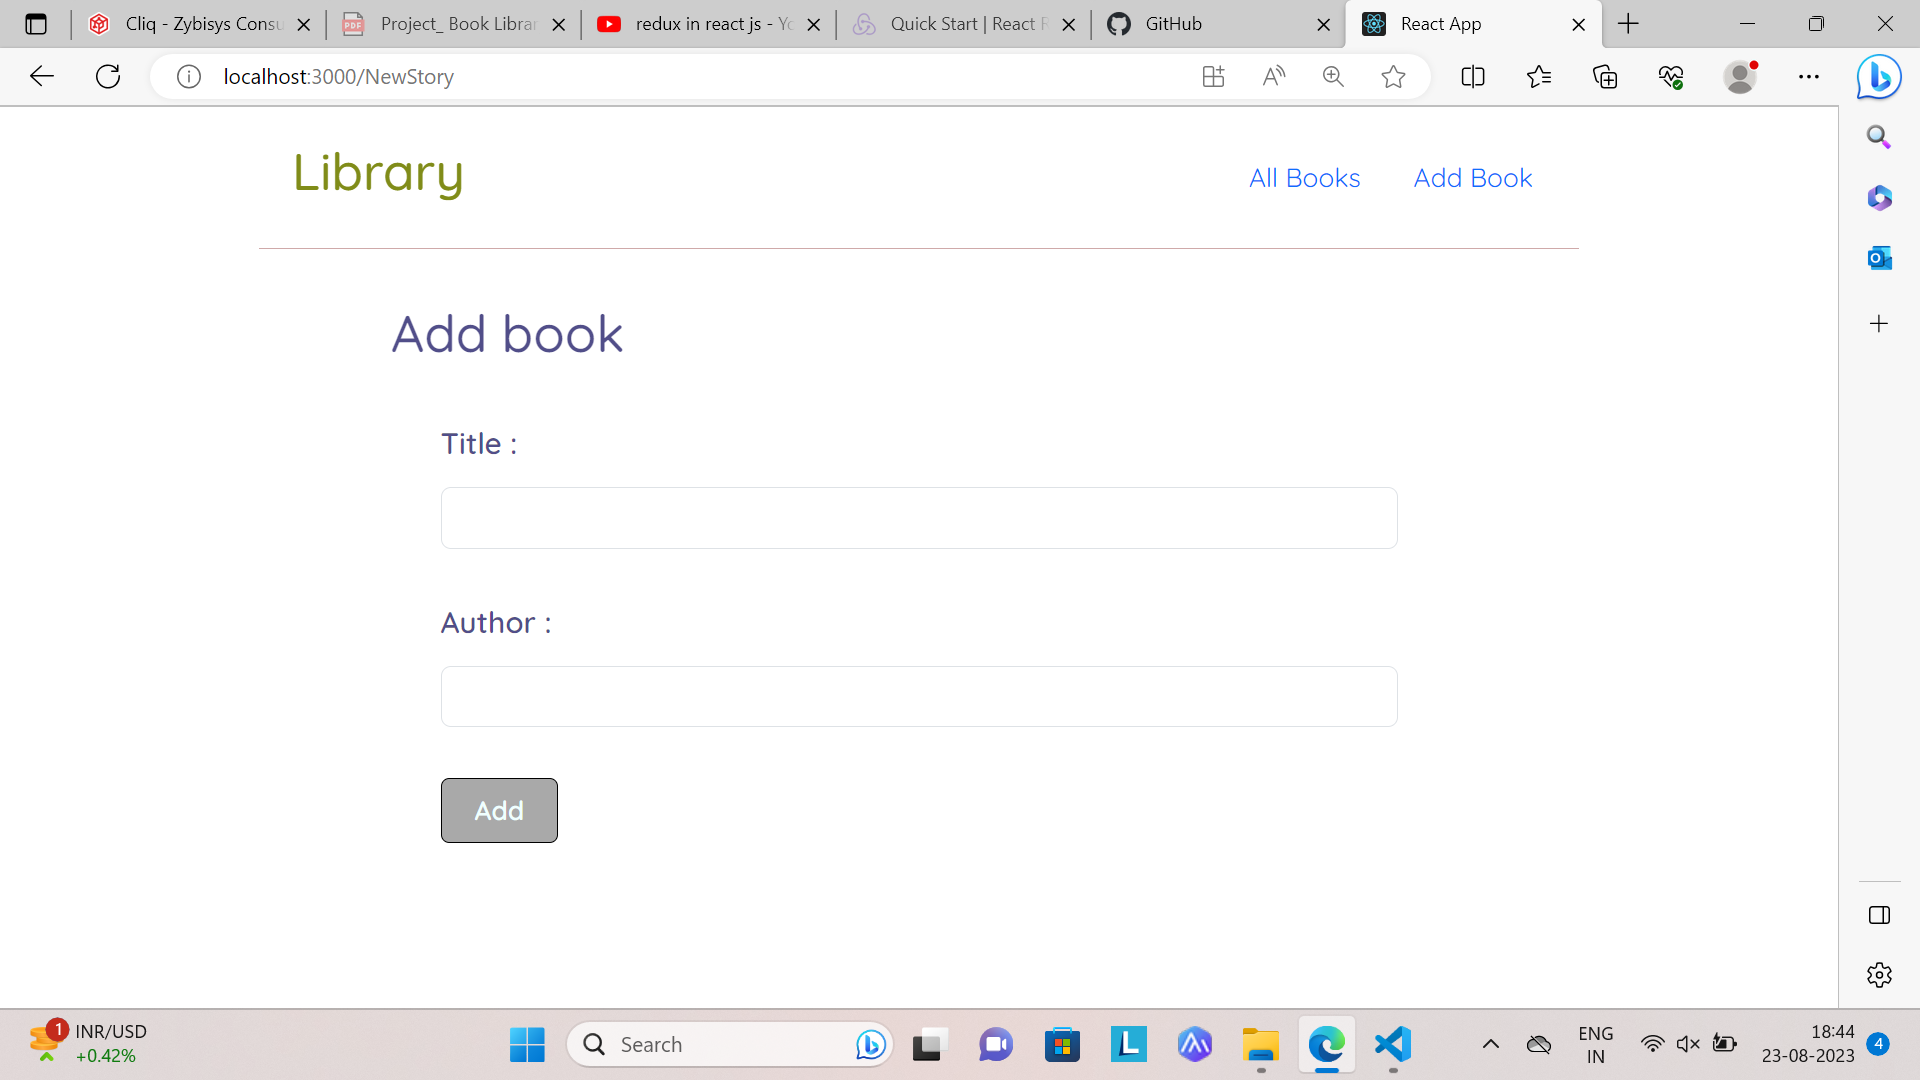 Cliq - Zybisys Consu
Project_ Book Librar
redux in react js - Yo
Quick Start | React R
GitHub
React App
localhost:3000/NewStory
Library
All Books
Add Book
Add book
Title :
Author :
Add
1
INR/USD
+0.42%
Search
L
ENG
IN
18:44
23-08-2023
4